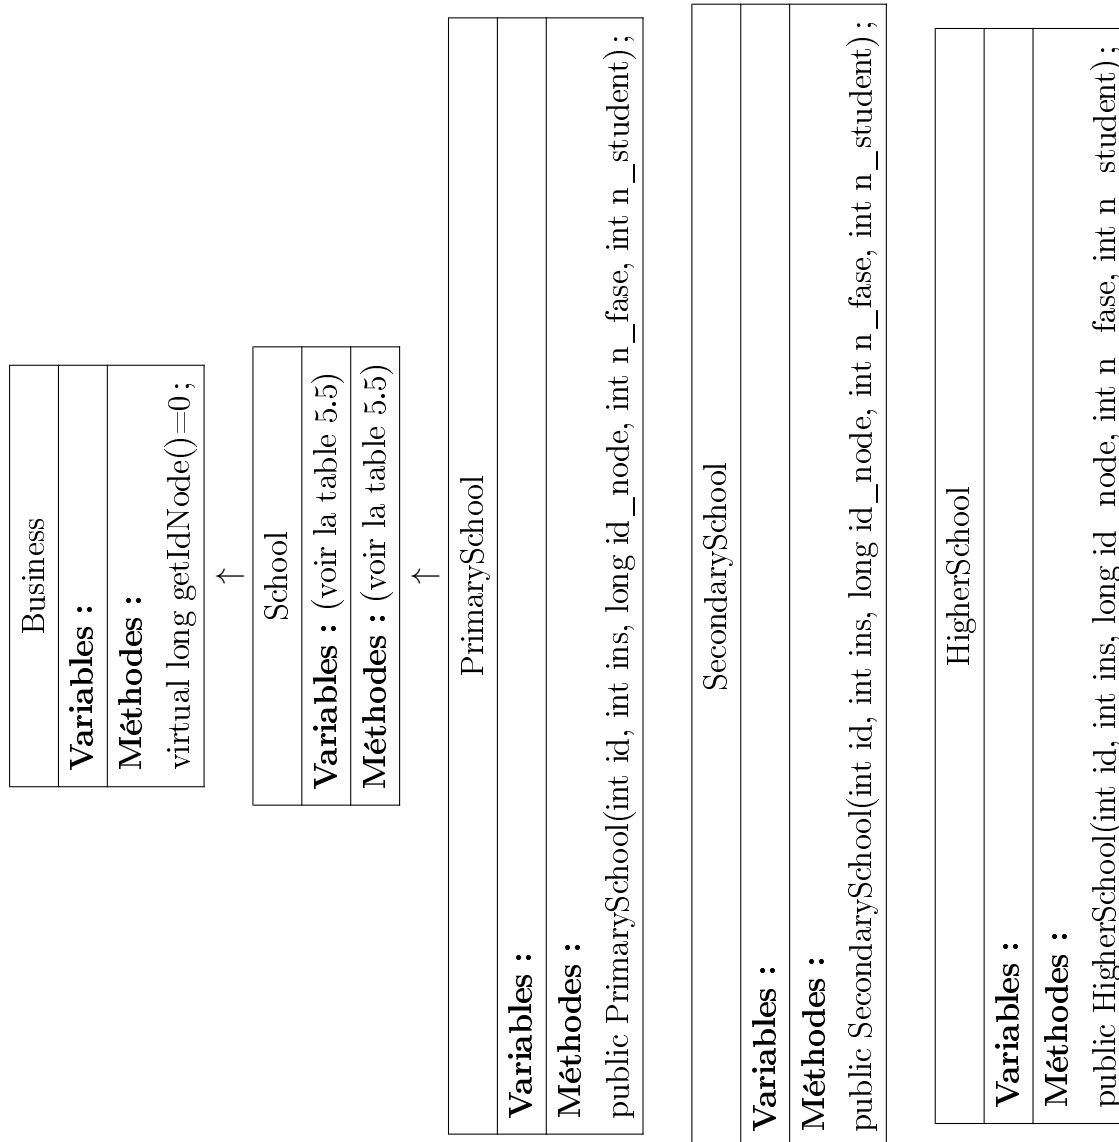 Business
Variables :
Méthodes :
virtual long getIdNode()=0;
↑
School
Variables : (voir la table 5.5)
Méthodes : (voir la table 5.5)
↑
PrimarySchool
Variables :
Méthodes :
public PrimarySchool(int id, int ins, long id_node, int n_fase, int n_student);
SecondarySchool
Variables :
Méthodes :
public SecondarySchool(int id, int ins, long id_node, int n_fase, int n_student);
HigherSchool
Variables :
Méthodes :
public HigherSchool(int id, int ins, long id_node, int n_fase, int n_student);